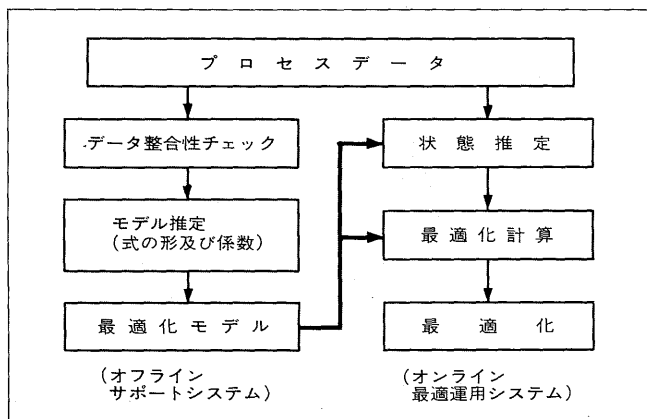 プロセスデータ
データ整合性チェック
モデル推定
(式の形及び係数)
最適化モデル
(オフライン
サポートシステム)
状態推定
最適化計算
最適化
(オンライン
最適運用システム)